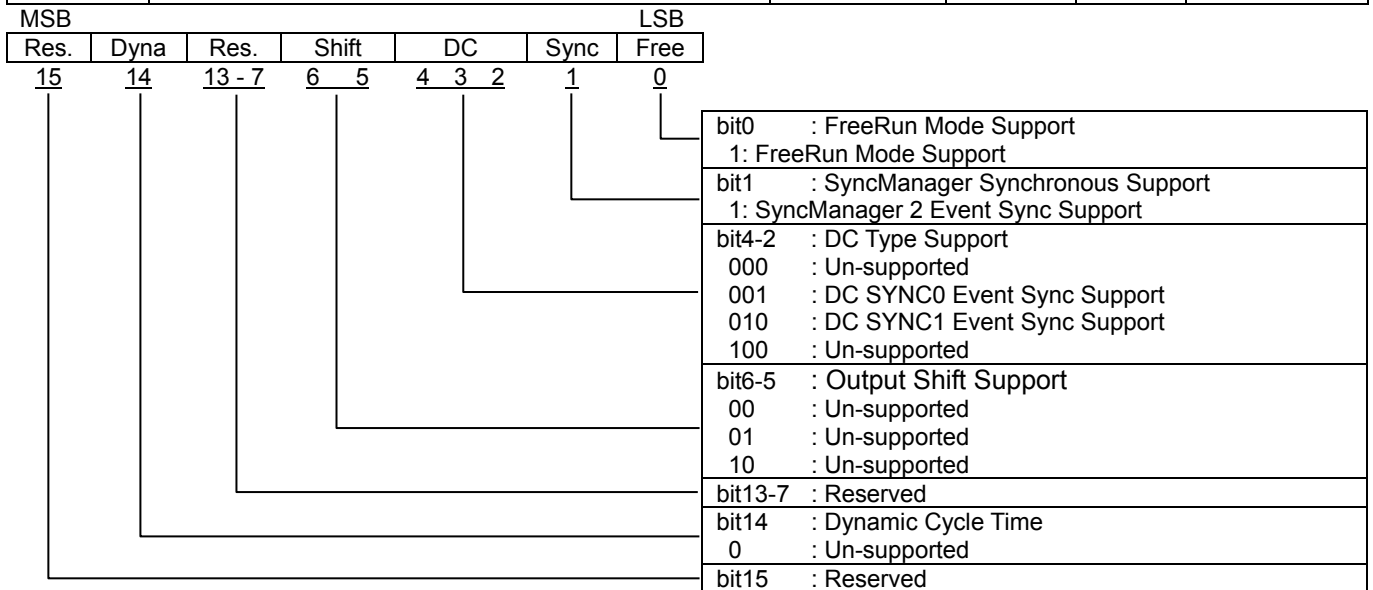 MSB LSB
Res. Dyna Res. Shift DC Sync Free
15 14 13 - 7 6 5 4 3 2 1 0
bit0 : FreeRun Mode Support
1: FreeRun Mode Support
bit1 : SyncManager Synchronous Support
1: SyncManager 2 Event Sync Support
bit4-2 : DC Type Support
000 : Un-supported
001 : DC SYNC0 Event Sync Support
010 : DC SYNC1 Event Sync Support
100 : Un-supported
bit6-5 : Output Shift Support
00 : Un-supported
01 : Un-supported
10 : Un-supported
bit13-7 : Reserved
bit14 : Dynamic Cycle Time
0 : Un-supported
bit15 : Reserved